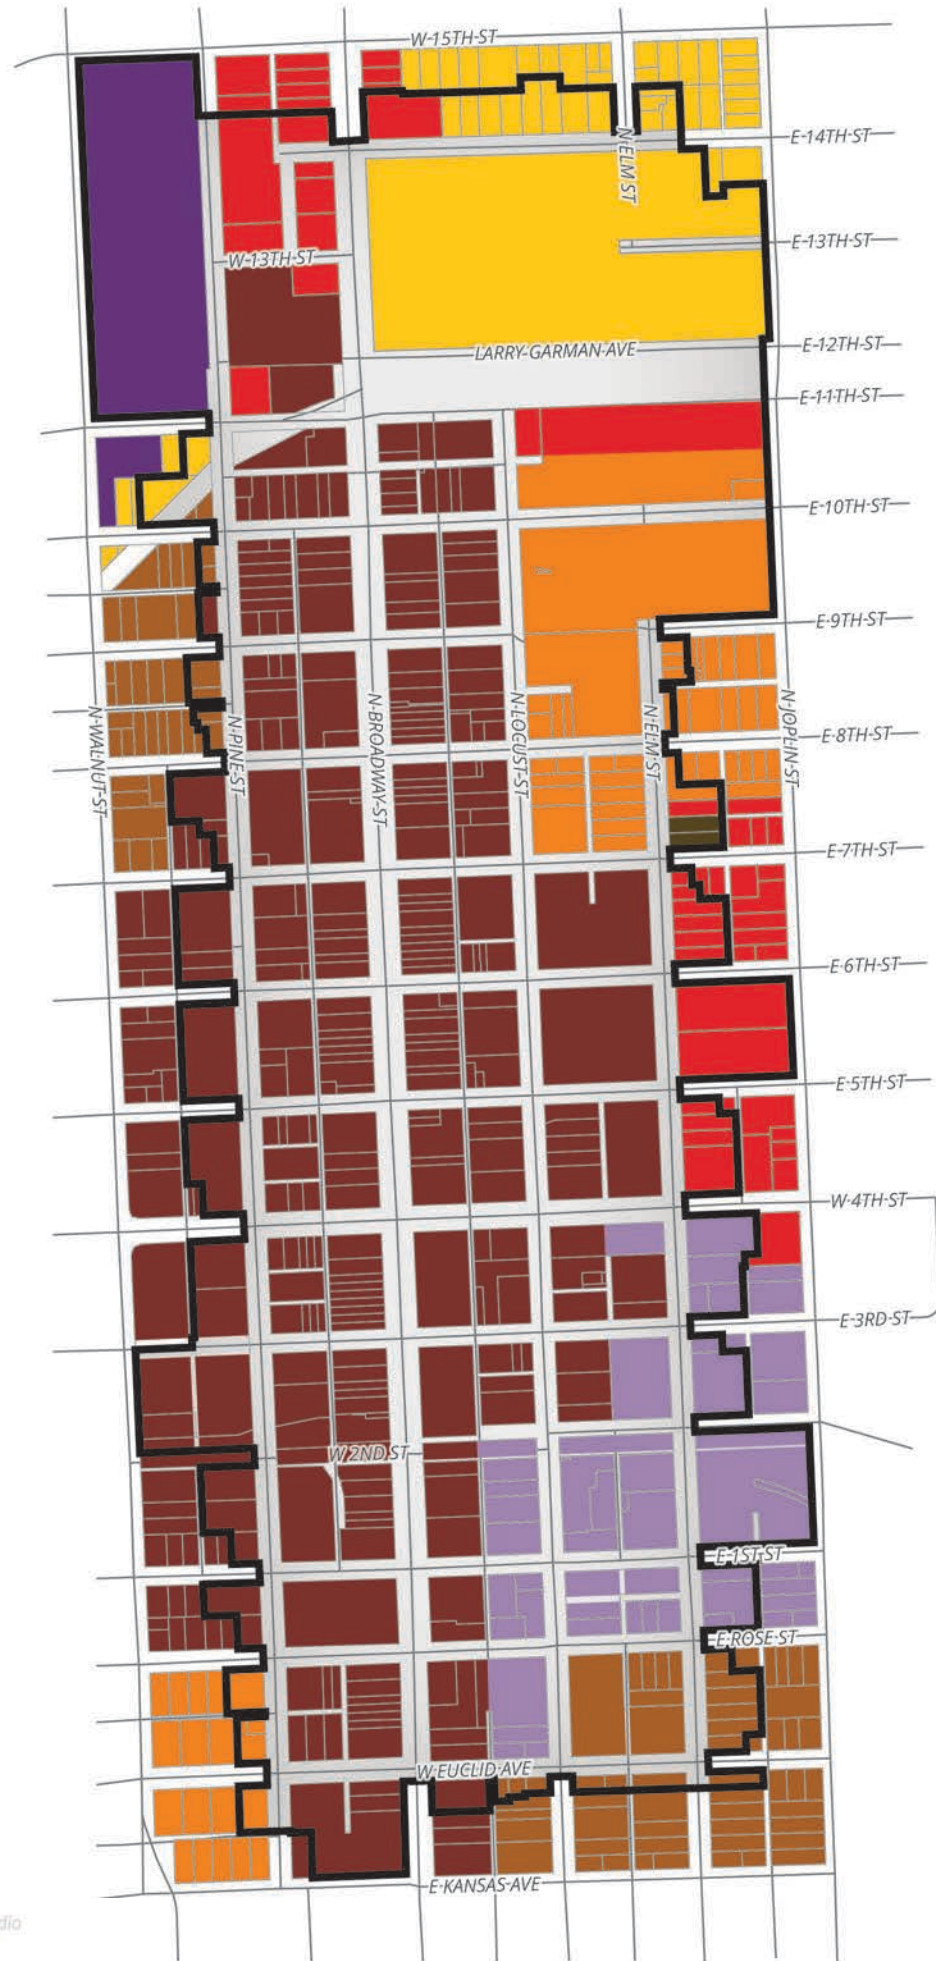 W 15TH ST
E 14TH ST
N ELM ST
E 13TH ST
W 13TH ST
E 12TH ST
LARRY GARMAN AVE
E 11TH ST
E 10TH ST
E 9TH ST
N WALNUT ST
N PINE ST
N BROADWAY ST
N LOCUST ST
N ELM ST
N JOPLIN ST
E 8TH ST
E 7TH ST
E 6TH ST
E 5TH ST
W 4TH ST
E 3RD ST
W 2ND ST
E 1ST ST
E ROSE ST
W EUCLID AVE
E KANSAS AVE
dio